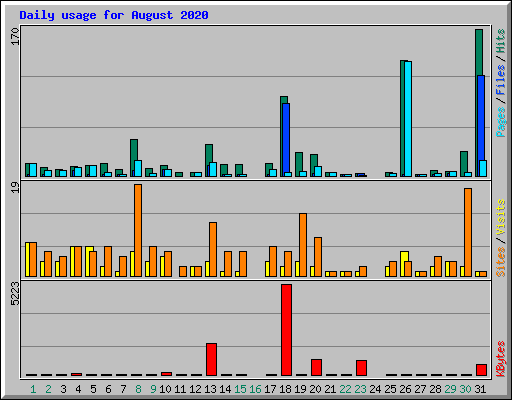 Daily usage for August 2020
170
19
5223
Pages / Files / Hits
Sites / Visits
KBytes
1 2 3 4 5 6 7 8 9 10 11 12 13 14 15 16 17 18 19 20 21 22 23 24 25 26 27 28 29 30 31